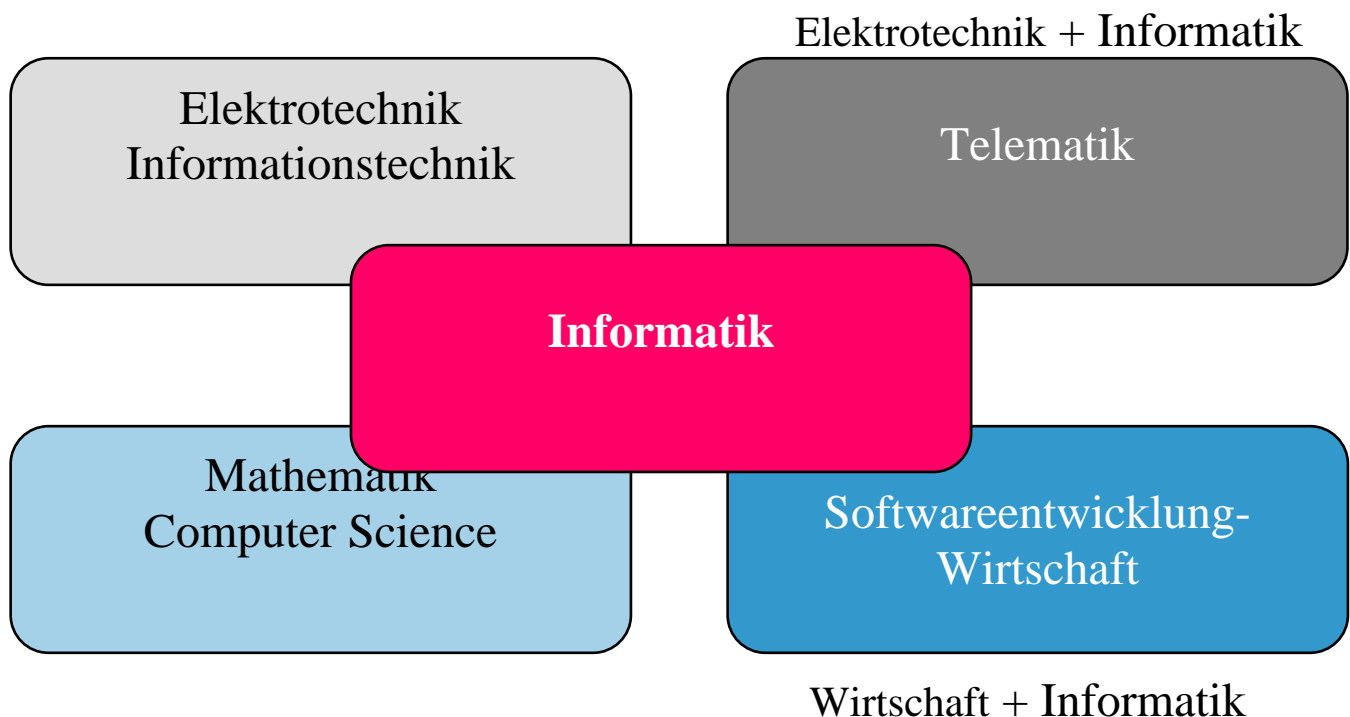 Elektrotechnik + Informatik
Elektrotechnik
Informationstechnik
Telematik
Informatik
Mathematik
Computer Science
Softwareentwicklung-
Wirtschaft
Wirtschaft + Informatik